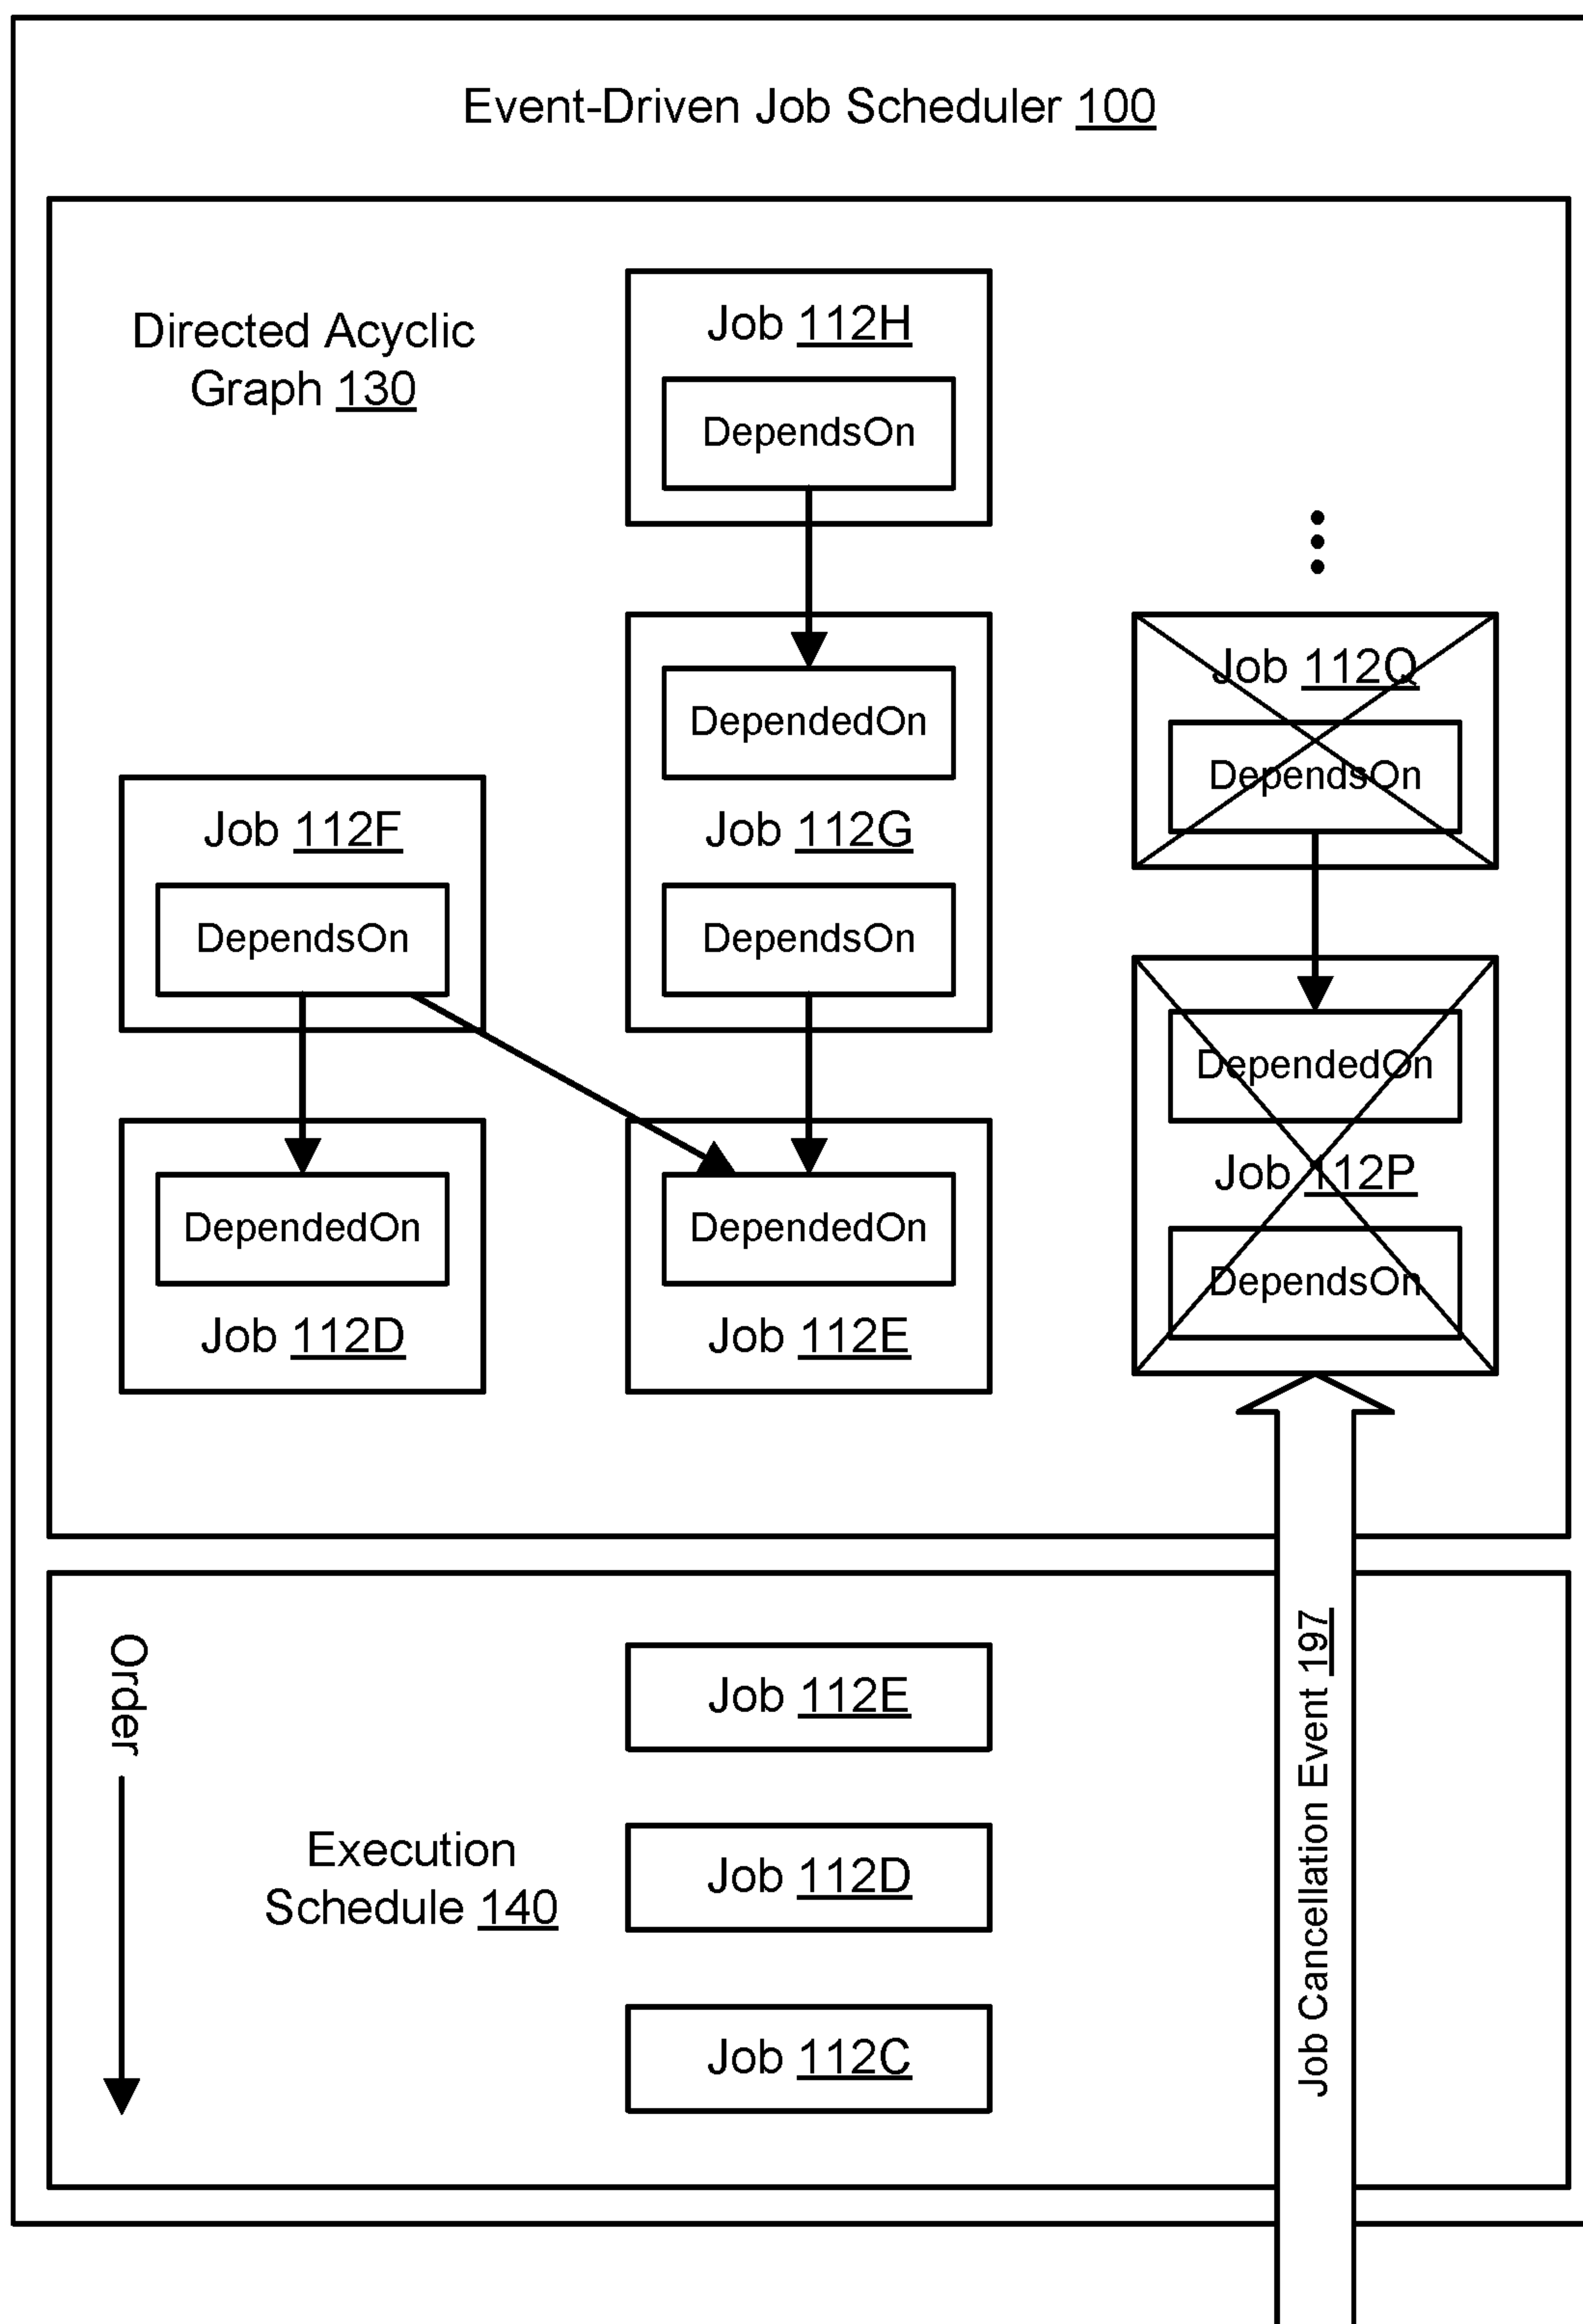 Event-Driven Job Scheduler 100
Directed Acyclic
Graph 130
Job 112H
DependsOn
DependedOn
Job 112G
DependsOn
Job 112Q
DependsOn
Job 112F
DependsOn
DependedOn
Job 112P
DependsOn
DependedOn
Job 112D
DependedOn
Job 112E
Order
Execution
Schedule 140
Job 112E
Job 112D
Job 112C
Job Cancellation Event 197